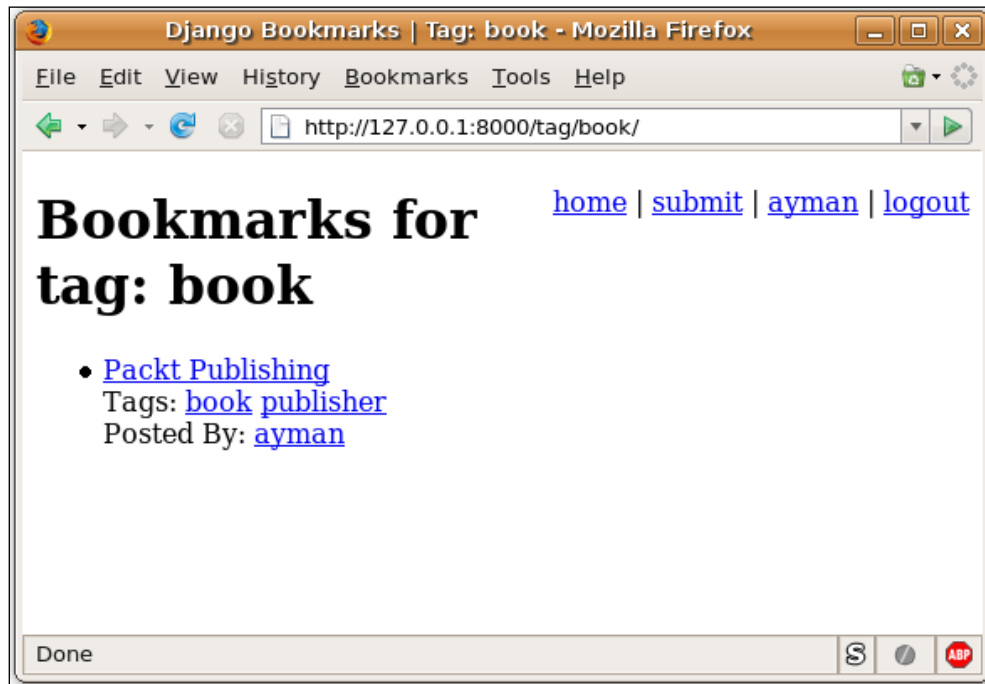 Django Bookmarks | Tag: book - Mozilla Firefox
File Edit View History Bookmarks Tools Help
http://127.0.0.1:8000/tag/book/
home | submit | ayman | logout
Bookmarks for
tag: book
Packt Publishing
Tags: book publisher
Posted By: ayman
Done
S
ABP